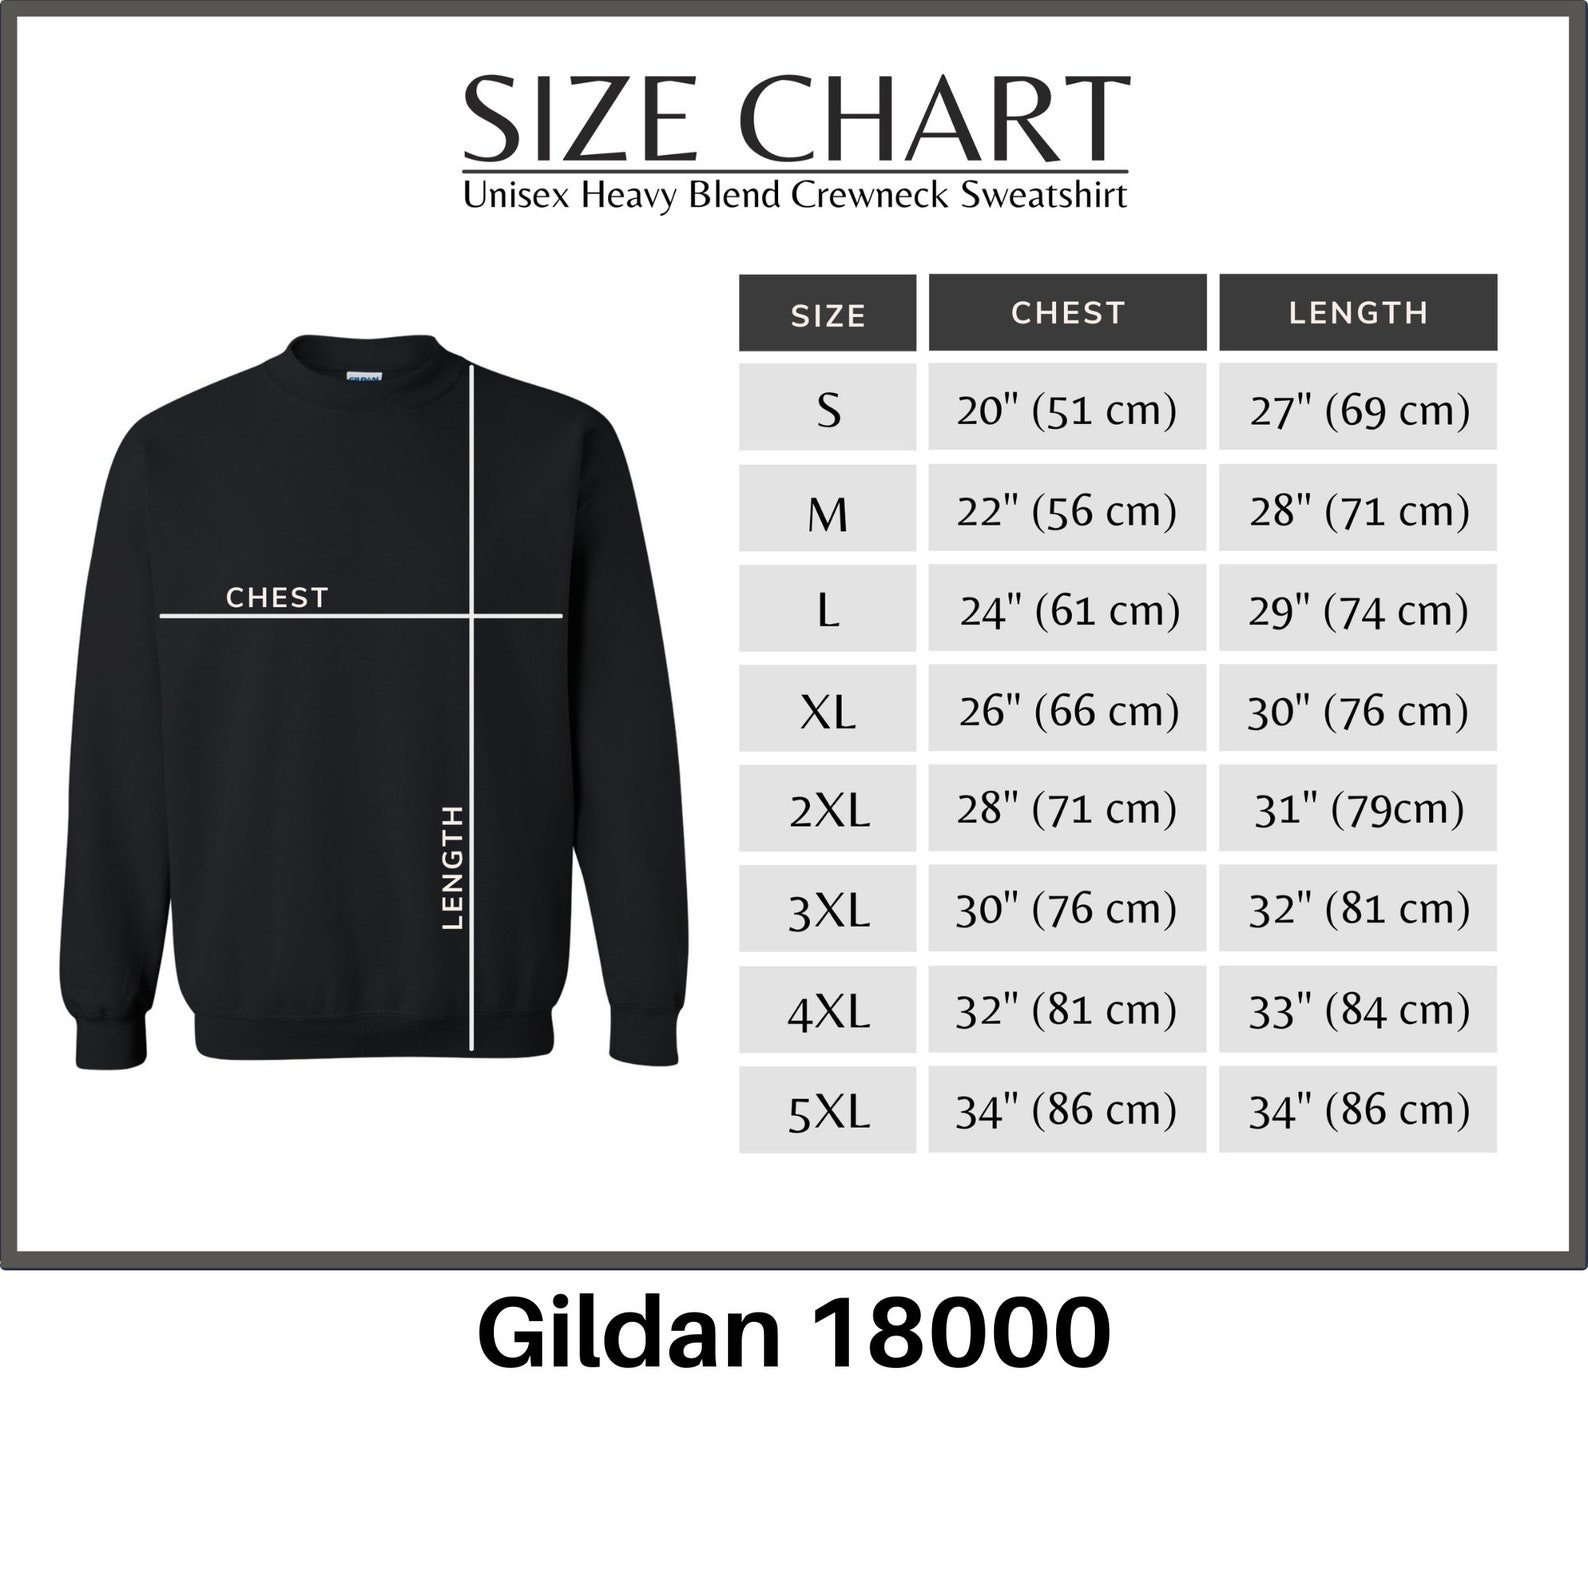 SIZE CHART
Unisex Heavy Blend Crewneck Sweatshirt
SIZE CHEST LENGTH
S 20" (51 cm) 27" (69 cm)
M 22" (56 cm) 28" (71 cm)
L 24" (61 cm) 29" (74 cm)
XL 26" (66 cm) 30" (76 cm)
2XL 28" (71 cm) 31" (79cm)
3XL 30" (76 cm) 32" (81 cm)
4XL 32" (81 cm) 33" (84 cm)
5XL 34" (86 cm) 34" (86 cm)
GILDAN
CHEST
LENGTH
Gildan 18000